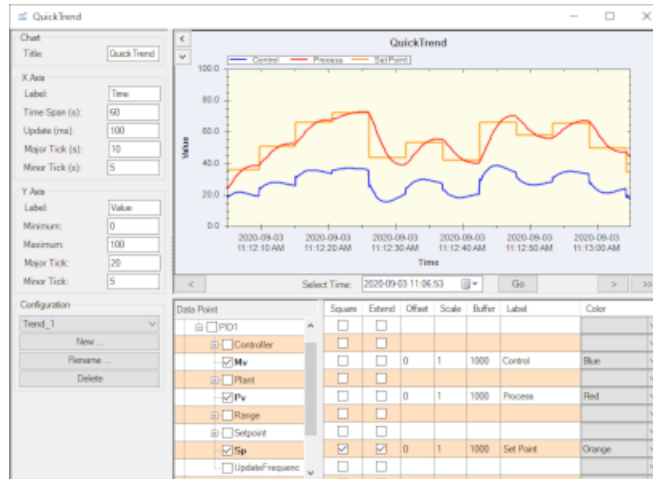 QuickTrend
Chart
Title: QuickTrend
X Axis
Label: Time
Time Span (s): 60
Update (ms): 100
Major Tick (s): 10
Minor Tick (s): 5
Y Axis
Label: Value
Minimum: 0
Maximum: 100
Major Tick: 20
Minor Tick: 5
Configuration
Trend_1
New ...
Rename ...
Delete
QuickTrend
Control Process Set Point
100.0
80.0
60.0
40.0
20.0
0.0
Value
2020-09-03 2020-09-03 2020-09-03 2020-09-03 2020-09-03 2020-09-03
11:12:10 AM 11:12:20 AM 11:12:30 AM 11:12:40 AM 11:12:50 AM 11:13:00 AM
Time
< Select Time: 2020-09-03 11:06:53 Go > >>
Data Point Square Extend Offset Scale Buffer Label Color
PID1
Controller
Mv 0 1 1000 Control Blue
Plant
Pv 0 1 1000 Process Red
Range
Setpoint
Sp 0 1 1000 Set Point Orange
UpdateFrequenc